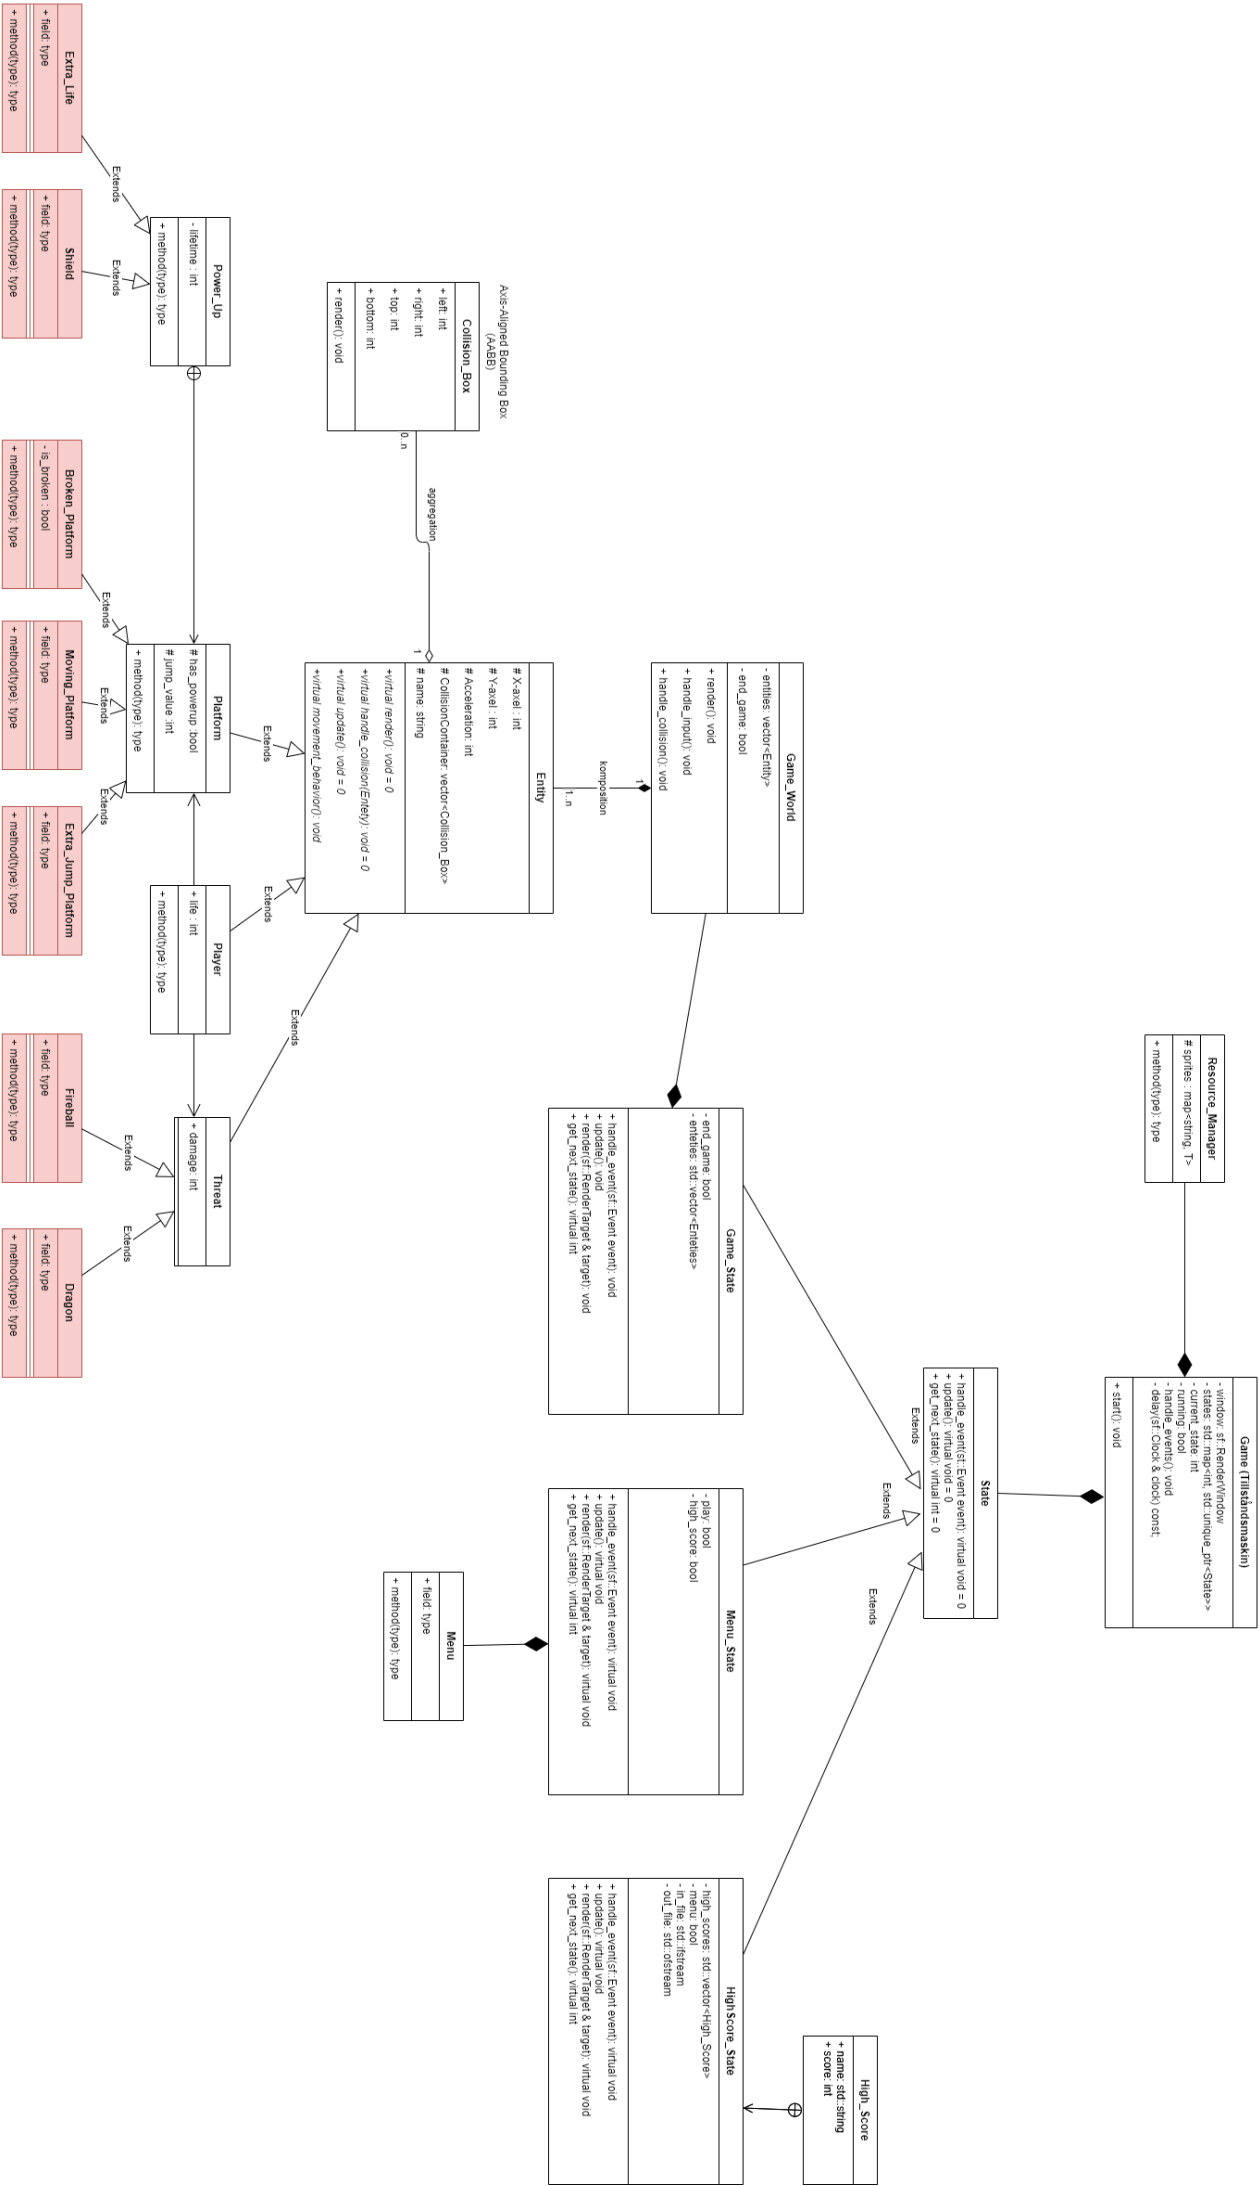 Game (Tillståndsmaskin)
- window: sf::RenderWindow
- states: std::map<int, std::unique_ptr<State>>
- current_state: int
- running: bool
- handle_events(): void
- delay(sf::Clock & clock) const;
+ start(): void
Resource_Manager
# sprites : map<string, T>
+ method(type): type
State
+ handle_event(st::Event event): virtual void = 0
+ update(): virtual void = 0
+ get_next_state(): virtual int = 0
Extends
Extends
Extends
High_Score
+ name: std::string
+ score: int
Game_World
- entities: vector<Entity>
- end_game: bool
+ render(): void
+ handle_input(): void
+ handle_collision(): void
1
komposition
1..n
Game_State
- end_game: bool
- enteties: std::vector<Enteties>
+ handle_event(sf::Event event): void
+ update(): void
+ render(sf::RenderTarget & target): void
+ get_next_state(): virtual int
Menu_State
- play: bool
- high_score: bool
+ handle_event(sf::Event event): virtual void
+ update(): virtual void
+ render(sf::RenderTarget & target): virtual void
+ get_next_state(): virtual int
HighScore_State
- high_scores: std::vector<High_Score>
- menu: bool
- in_file: std::ifstream
- out_file: std::ofstream
+ handle_event(sf::Event event): virtual void
+ update(): virtual void
+ render(sf::RenderTarget & target): virtual void
+ get_next_state(): virtual int
Menu
+ field: type
+ method(type): type
Axis-Aligned Bounding Box
(AABB)
Collision_Box
+ left: int
+ right: int
+ top: int
+ bottom: int
+ render(): void
0..n
aggregation
1
Entity
# X-axel : int
# Y-axel : int
# Acceleration: int
# CollisionContainer: vector<Collision_Box>
# name: string
+virtual render(): void = 0
+virtual handle_collision(Entety): void = 0
+virtual update(): void = 0
+virtual movement_behavior(): void
Extends
Extends
Extends
Power_Up
- lifetime : int
+ method(type): type
Platform
# has_powerup :bool
# jump_value :int
+ method(type): type
Player
+ life : int
+ method(type): type
Threat
+ damage: int
Extends
Extends
Extends
Extends
Extends
Extends
Extends
Extra_Life
+ field: type
+ method(type): type
Shield
+ field: type
+ method(type): type
Broken_Platform
- is_broken : bool
+ method(type): type
Moving_Platform
+ field: type
+ method(type): type
Extra_Jump_Platform
+ field: type
+ method(type): type
Fireball
+ field: type
+ method(type): type
Dragon
+ field: type
+ method(type): type